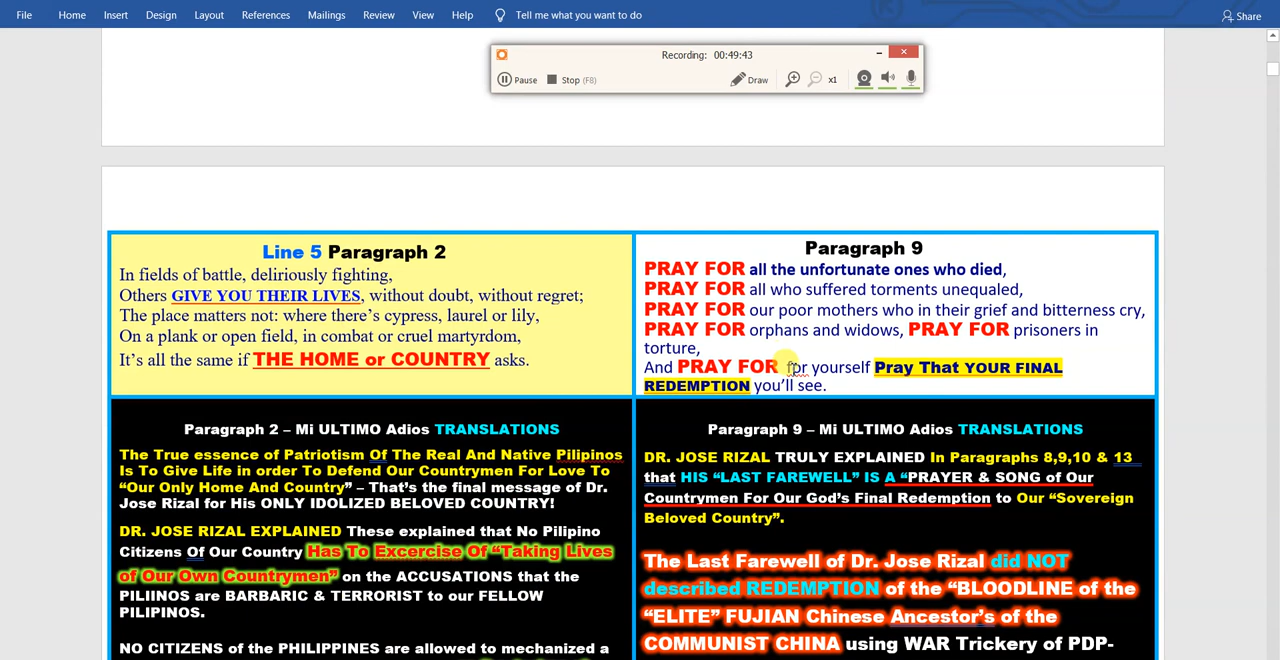 File Home Insert Design Layout References Mailings Review View Help Tell me what you want to do Share
Recording: 00:49:43
Pause Stop (F8) Draw x1
Line 5 Paragraph 2
In fields of battle, deliriously fighting,
Others GIVE YOU THEIR LIVES, without doubt, without regret;
The place matters not: where there's cypress, laurel or lily,
On a plank or open field, in combat or cruel martyrdom,
It's all the same if THE HOME or COUNTRY asks.
Paragraph 9
PRAY FOR all the unfortunate ones who died,
PRAY FOR all who suffered torments unequaled,
PRAY FOR our poor mothers who in their grief and bitterness cry,
PRAY FOR orphans and widows, PRAY FOR prisoners in
torture,
And PRAY FOR for yourself Pray That YOUR FINAL
REDEMPTION you'll see.
Paragraph 2 – Mi ULTIMO Adios TRANSLATIONS
The True essence of Patriotism Of The Real And Native Pilipinos
Is To Give Life in order To Defend Our Countrymen For Love To
"Our Only Home And Country" – That's the final message of Dr.
Jose Rizal for His ONLY IDOLIZED BELOVED COUNTRY!
DR. JOSE RIZAL EXPLAINED These explained that No Pilipino
Citizens Of Our Country Has To Excercise Of "Taking Lives
of Our Own Countrymen" on the ACCUSATIONS that the
PILIINOS are BARBARIC & TERRORIST to our FELLOW
PILIPINOS.
NO CITIZENS of the PHILIPPINES are allowed to mechanized a
Paragraph 9 – Mi ULTIMO Adios TRANSLATIONS
DR. JOSE RIZAL TRULY EXPLAINED In Paragraphs 8,9,10 & 13
that HIS "LAST FAREWELL" IS A "PRAYER & SONG of Our
Countrymen For Our God's Final Redemption to Our "Sovereign
Beloved Country".
The Last Farewell of Dr. Jose Rizal did NOT
described REDEMPTION of the "BLOODLINE of the
"ELITE" FUJIAN Chinese Ancestor's of the
COMMUNIST CHINA using WAR Trickery of PDP-